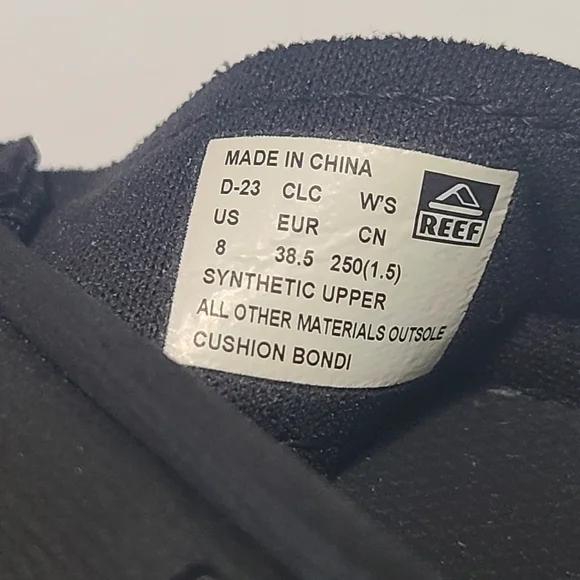 MADE IN CHINA
D-23 CLC W'S
US EUR CN
8 38.5 250(1.5)
SYNTHETIC UPPER
ALL OTHER MATERIALS OUTSOLE
CUSHION BONDI
REEF